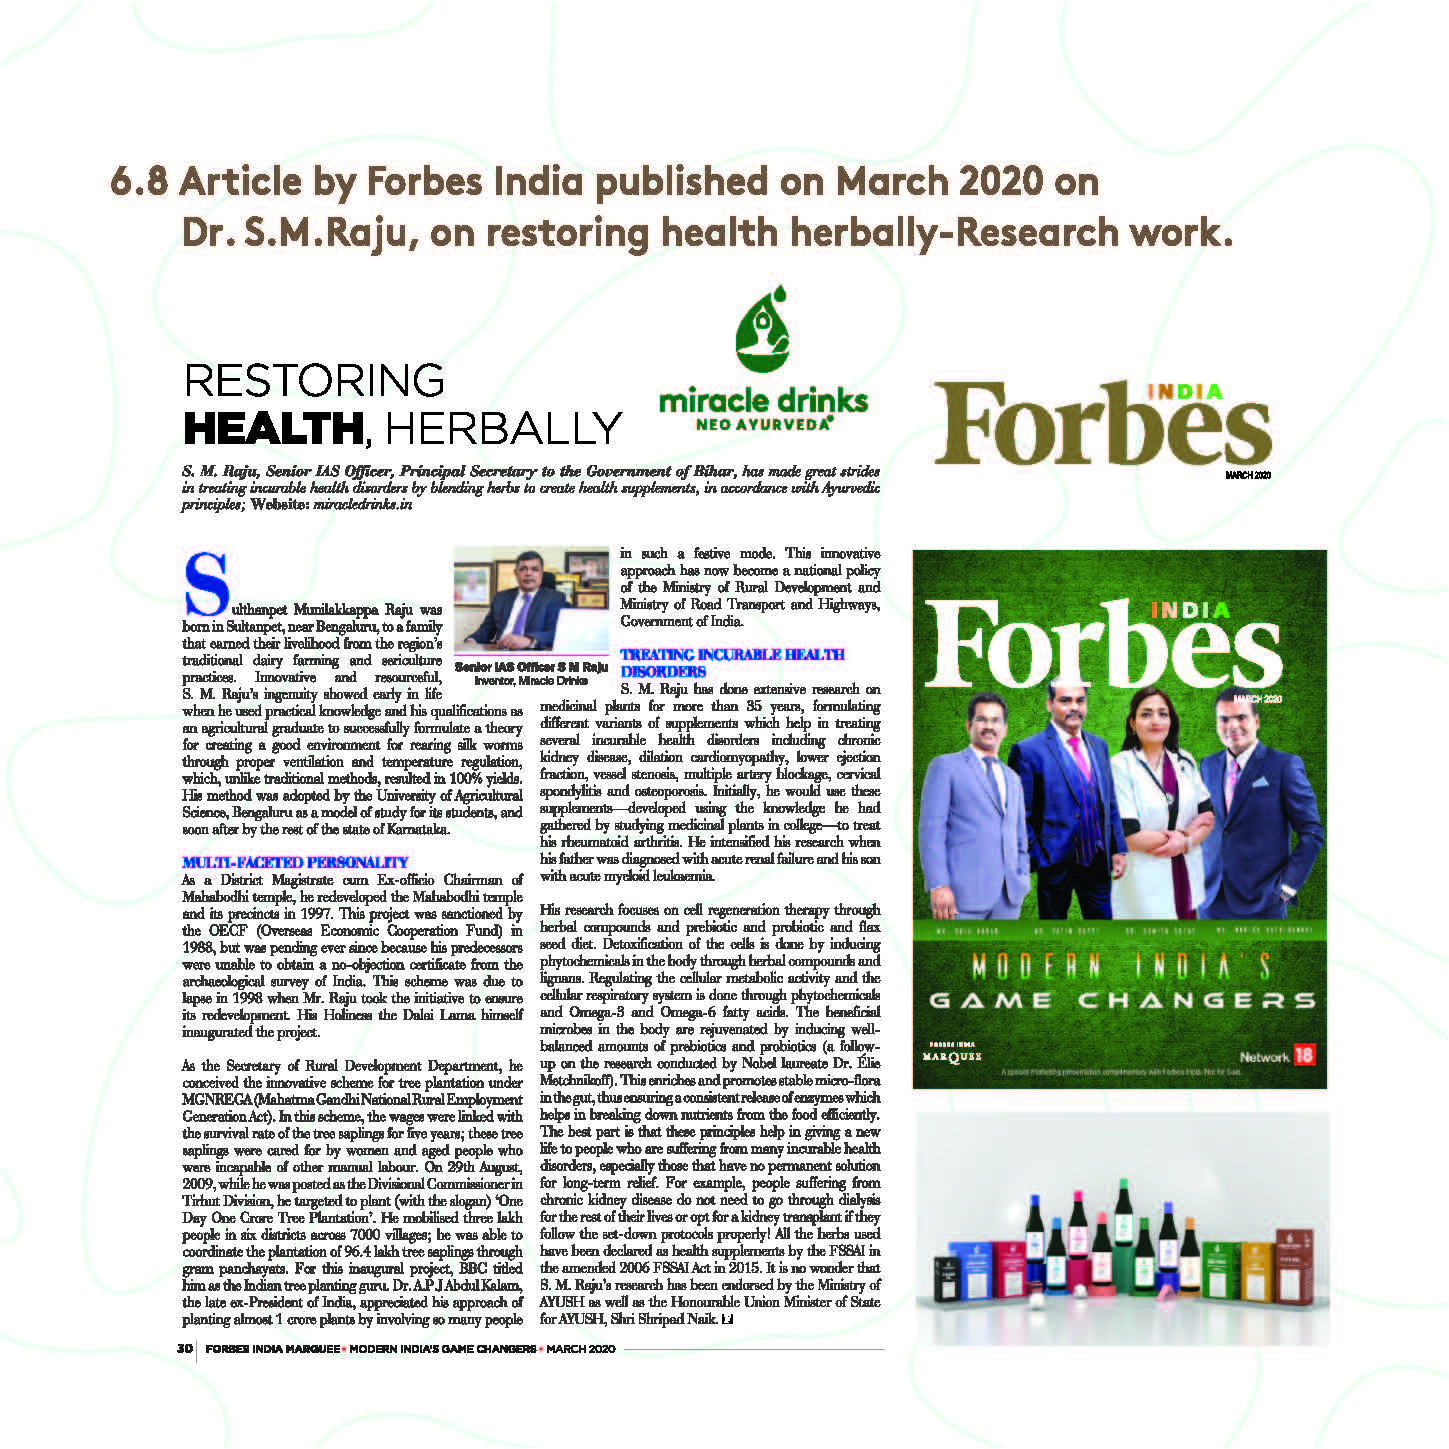 6.8 Article by Forbes India published on March 2020 on
Dr. S.M.Raju, on restoring health herbally-Research work.
miracle drinks
NEO AYURVEDA®
RESTORING
HEALTH, HERBALLY
S. M. Raju, Senior IAS Officer, Principal Secretary to the Government of Bihar, has made great strides
in treating incurable health disorders by blending herbs to create health supplements, in accordance with Ayurvedic
principles; Website: miracledrinks.in
Sulthanpet Munilakkappa Raju was
born in Sultanpet, near Bengaluru, to a family
that earned their livelihood from the region's
traditional dairy farming and sericulture
practices. Innovative and resourceful,
S. M. Raju's ingenuity showed early in life
when he used practical knowledge and his qualifications as
an agricultural graduate to successfully formulate a theory
for creating a good environment for rearing silk worms
through proper ventilation and temperature regulation,
which, unlike traditional methods, resulted in 100% yields.
His method was adopted by the University of Agricultural
Science, Bengaluru as a model of study for its students, and
soon after by the rest of the state of Karnataka.
MULTI-FACETED PERSONALITY
As a District Magistrate cum Ex-officio Chairman of
Mahabodhi temple, he redeveloped the Mahabodhi temple
and its precincts in 1997. This project was sanctioned by
the OECF (Overseas Economic Cooperation Fund) in
1988, but was pending ever since because his predecessors
were unable to obtain a no-objection certificate from the
archaeological survey of India. This scheme was due to
lapse in 1998 when Mr. Raju took the initiative to ensure
its redevelopment. His Holiness the Dalai Lama himself
inaugurated the project.
As the Secretary of Rural Development Department, he
conceived the innovative scheme for tree plantation under
MGNREGA (Mahatma Gandhi National Rural Employment
Generation Act). In this scheme, the wages were linked with
the survival rate of the tree saplings for five years; these tree
saplings were cared for by women and aged people who
were incapable of other manual labour. On 29th August,
2009, while he was posted as the Divisional Commissioner in
Tirhut Division, he targeted to plant (with the slogan) 'One
Day One Crore Tree Plantation'. He mobilised three lakh
people in six districts across 7000 villages; he was able to
coordinate the plantation of 96.4 lakh tree saplings through
gram panchayats. For this inaugural project, BBC titled
him as the Indian tree planting guru. Dr. A.P.J Abdul Kalam,
the late ex-President of India, appreciated his approach of
planting almost 1 crore plants by involving so many people
Senior IAS Officer S M Raju
Inventor, Miracle Drinks
in such a festive mode. This innovative
approach has now become a national policy
of the Ministry of Rural Development and
Ministry of Road Transport and Highways,
Government of India.
TREATING INCURABLE HEALTH
DISORDERS
S. M. Raju has done extensive research on
medicinal plants for more than 35 years, formulating
different variants of supplements which help in treating
several incurable health disorders including chronic
kidney disease, dilation cardiomyopathy, lower ejection
fraction, vessel stenosis, multiple artery blockage, cervical
spondylitis and osteoporosis. Initially, he would use these
supplements—developed using the knowledge he had
gathered by studying medicinal plants in college—to treat
his rheumatoid arthritis. He intensified his research when
his father was diagnosed with acute renal failure and his son
with acute myeloid leukaemia.
His research focuses on cell regeneration therapy through
herbal compounds and prebiotic and probiotic and flax
seed diet. Detoxification of the cells is done by inducing
phytochemicals in the body through herbal compounds and
lignans. Regulating the cellular metabolic activity and the
cellular respiratory system is done through phytochemicals
and Omega-3 and Omega-6 fatty acids. The beneficial
microbes in the body are rejuvenated by inducing well-
balanced amounts of prebiotics and probiotics (a follow-
up on the research conducted by Nobel laureate Dr. Élie
Metchnikoff). This enriches and promotes stable micro-flora
in the gut, thus ensuring a consistent release of enzymes which
helps in breaking down nutrients from the food efficiently.
The best part is that these principles help in giving a new
life to people who are suffering from many incurable health
disorders, especially those that have no permanent solution
for long-term relief. For example, people suffering from
chronic kidney disease do not need to go through dialysis
for the rest of their lives or opt for a kidney transplant if they
follow the set-down protocols properly! All the herbs used
have been declared as health supplements by the FSSAI in
the amended 2006 FSSAI Act in 2015. It is no wonder that
S. M. Raju's research has been endorsed by the Ministry of
AYUSH as well as the Honourable Union Minister of State
for AYUSH, Shri Shripad Naik.
30 FORBES INDIA MARQUEE • MODERN INDIA'S GAME CHANGERS • MARCH 2020
INDIA
Forbes
MARCH 2020
INDIA
Forbes
MARCH 2020
MODERN INDIA'S
GAME CHANGERS
FORBES INDIA
MARQUEE
Network 18
A special marketing presentation complimentary with Forbes India. Not for Sale.